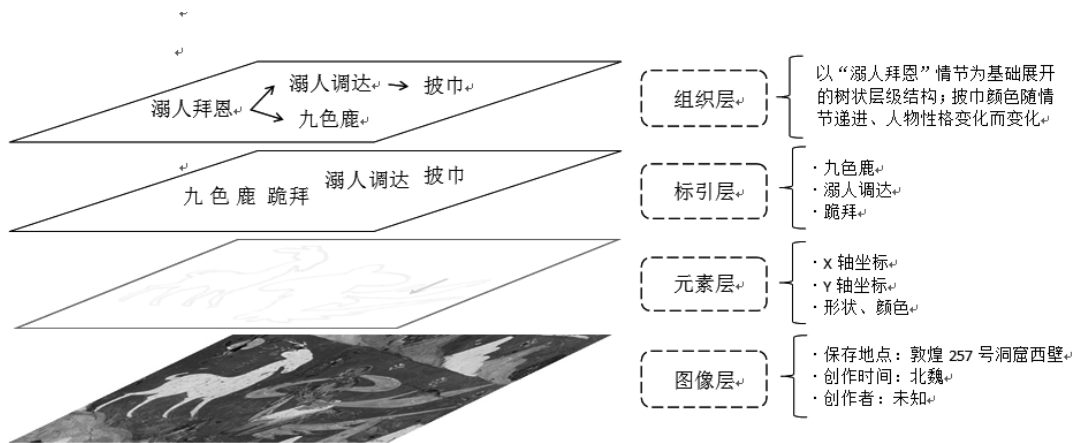 溺人拜恩
溺人调达
披巾
九色鹿
组织层
以“溺人拜恩”情节为基础展开
的树状层级结构；披巾颜色随情
节递进、人物性格变化而变化
九色鹿 跪拜
溺人调达 披巾
标引层
·九色鹿
·溺人调达
·跪拜
元素层
·X 轴坐标
·Y 轴坐标
·形状、颜色
图像层
·保存地点：敦煌 257 号洞窟西壁
·创作时间：北魏
·创作者：未知